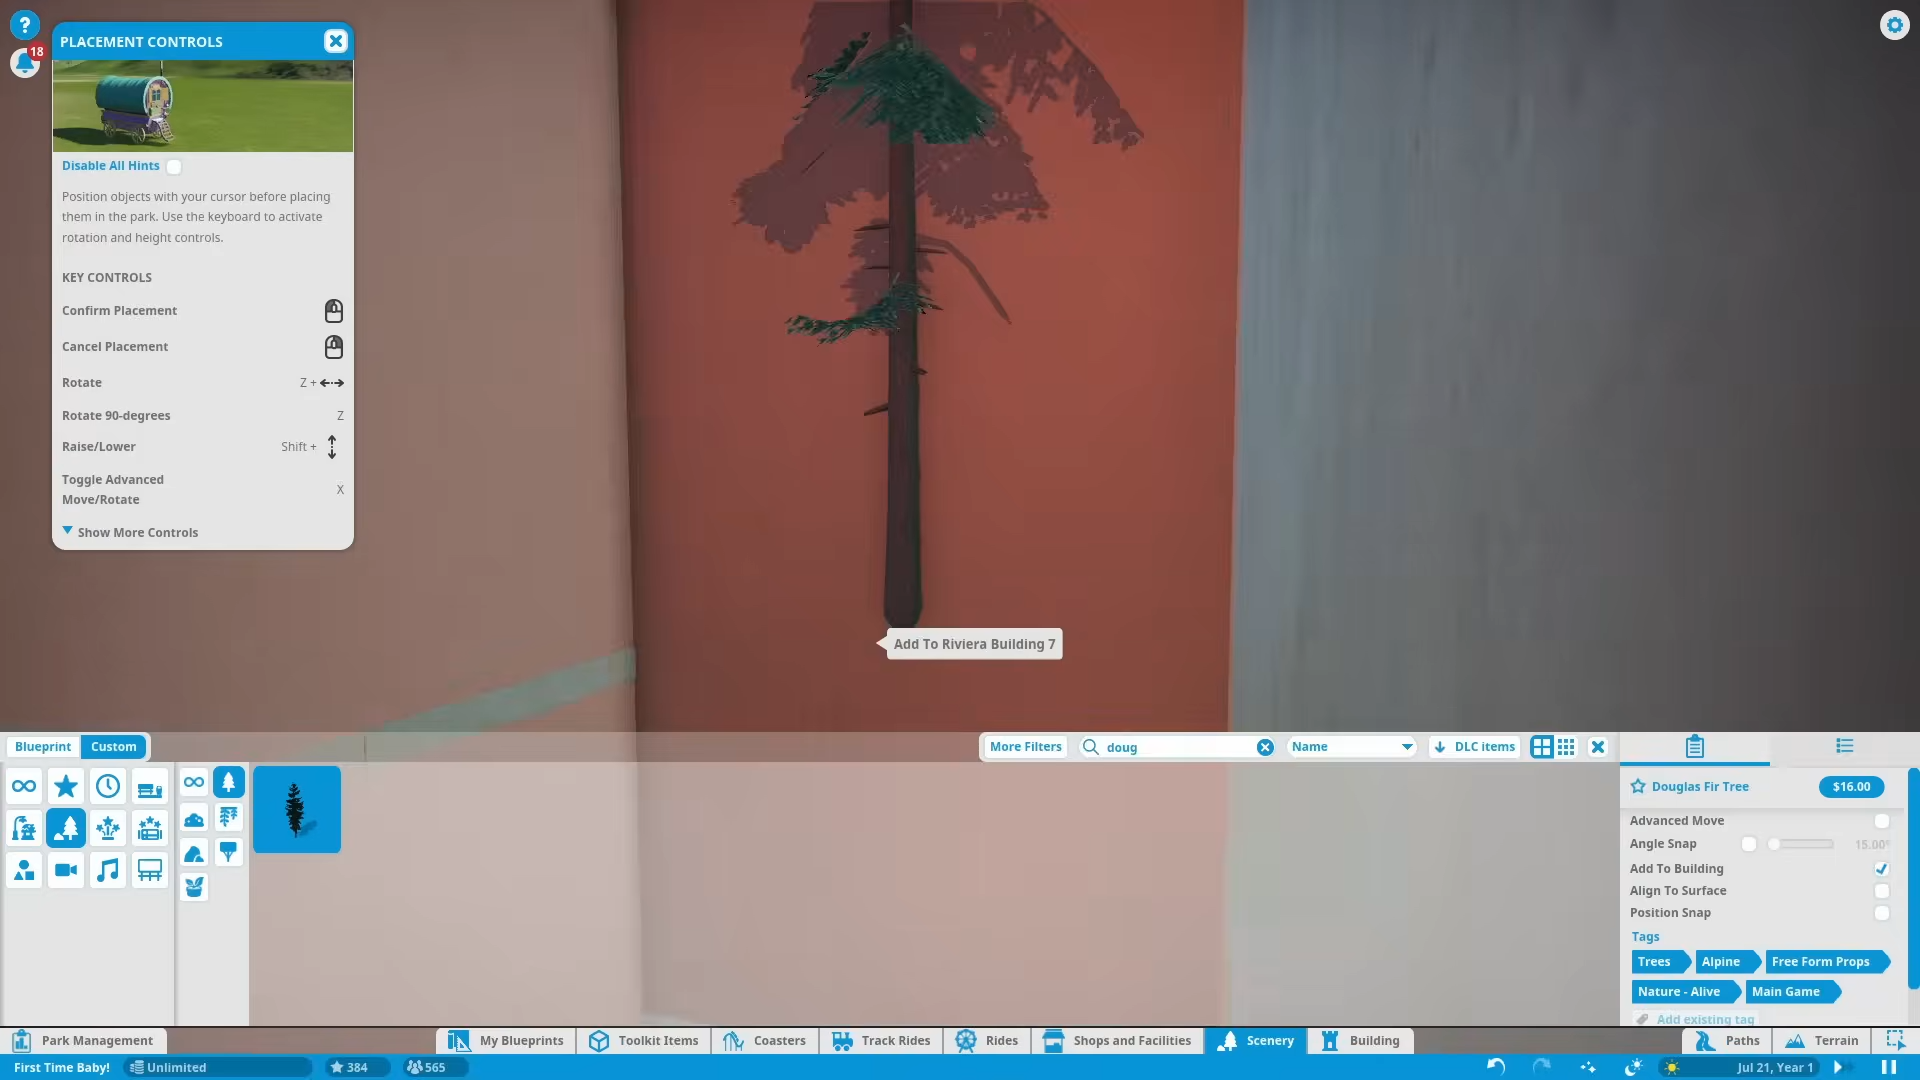 ?
18
PLACEMENT CONTROLS
Disable All Hints
Position objects with your cursor before placing
them in the park. Use the keyboard to activate
rotation and height controls.
KEY CONTROLS
Confirm Placement
Cancel Placement
Rotate Z +
Rotate 90-degrees Z
Raise/Lower Shift +
Toggle Advanced
Move/Rotate X
Show More Controls
Add To Riviera Building 7
Blueprint Custom
More Filters doug Name DLC items
Douglas Fir Tree $16.00
Advanced Move
Angle Snap 15.00°
Add To Building
Align To Surface
Position Snap
Tags
Trees Alpine Free Form Props
Nature - Alive Main Game
Add existing tag
Park Management My Blueprints Toolkit Items Coasters Track Rides Rides Shops and Facilities Scenery Building Paths Terrain
First Time Baby! Unlimited 384 565 Jul 21, Year 1